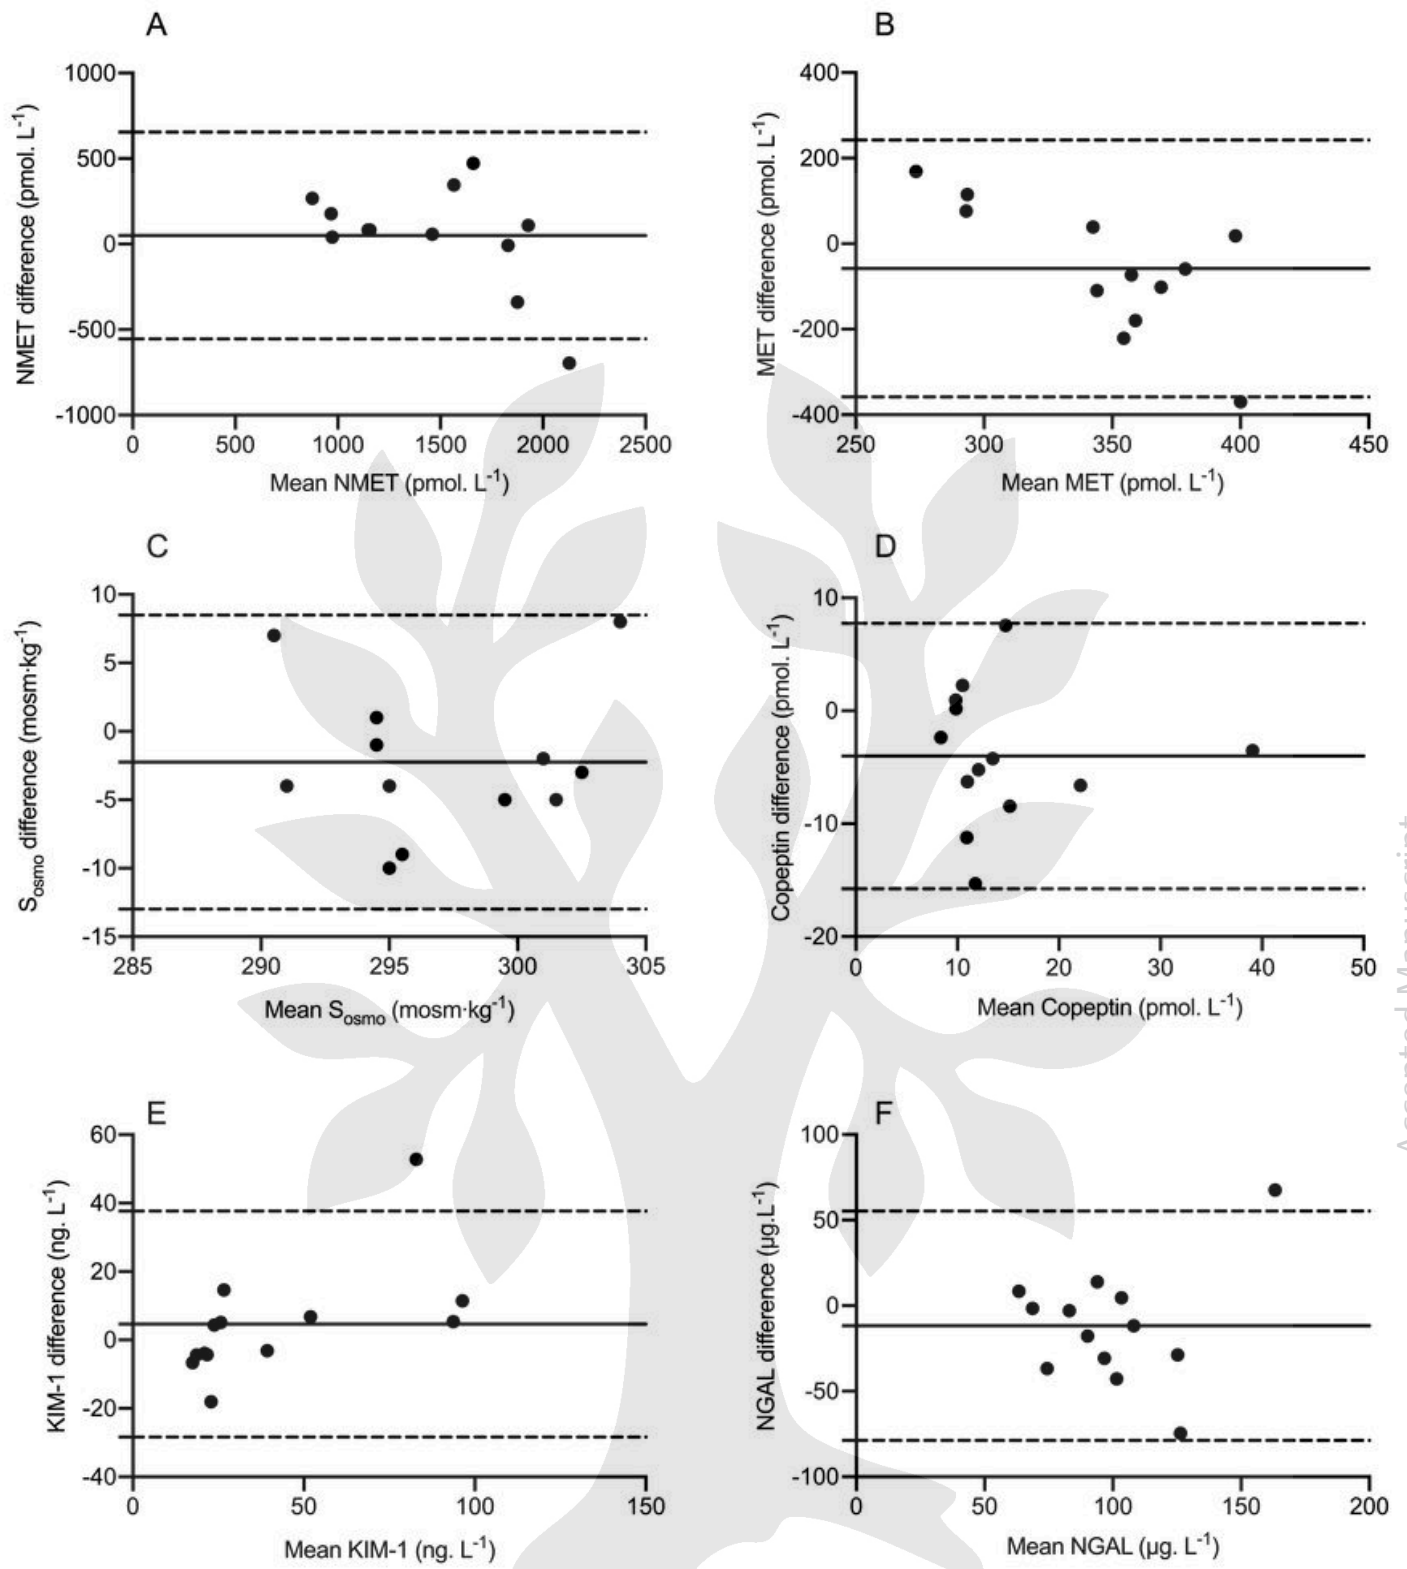 A
1000
500
0
-500
-1000
NMET difference (pmol. L-1)
0 500 1000 1500 2000 2500
Mean NMET (pmol. L-1)
B
400
200
0
-200
-400
MET difference (pmol. L-1)
250 300 350 400 450
Mean MET (pmol. L-1)
C
10
5
0
-5
-10
-15
Sosmo difference (mosm·kg-1)
285 290 295 300 305
Mean Sosmo (mosm·kg-1)
D
10
0
-10
-20
Copeptin difference (pmol. L-1)
0 10 20 30 40 50
Mean Copeptin (pmol. L-1)
E
60
40
20
0
-20
-40
KIM-1 difference (ng. L-1)
0 50 100 150
Mean KIM-1 (ng. L-1)
F
100
50
0
-50
-100
NGAL difference (µg.L-1)
0 50 100 150 200
Mean NGAL (µg. L-1)
Accepted Manuscript